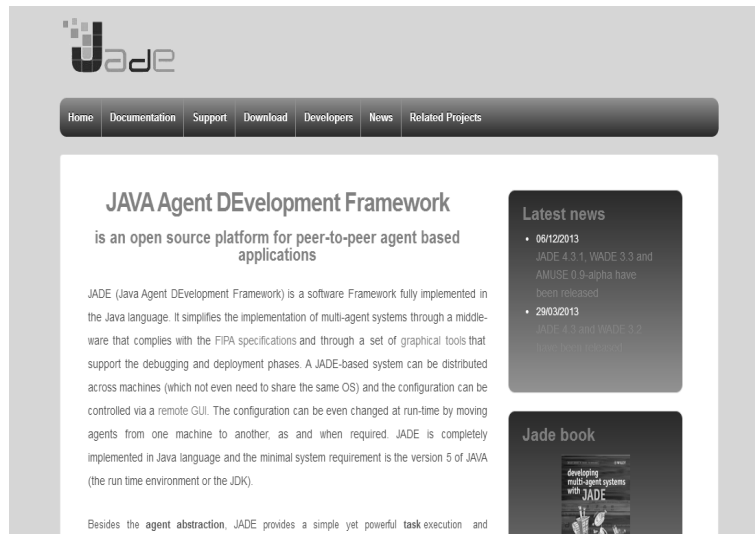 Jade
Home Documentation Support Download Developers News Related Projects
JAVA Agent DEvelopment Framework
is an open source platform for peer-to-peer agent based
applications
JADE (Java Agent DEvelopment Framework) is a software Framework fully implemented in
the Java language. It simplifies the implementation of multi-agent systems through a middle-
ware that complies with the FIPA specifications and through a set of graphical tools that
support the debugging and deployment phases. A JADE-based system can be distributed
across machines (which not even need to share the same OS) and the configuration can be
controlled via a remote GUI. The configuration can be even changed at run-time by moving
agents from one machine to another, as and when required. JADE is completely
implemented in Java language and the minimal system requirement is the version 5 of JAVA
(the run time environment or the JDK).
Besides the agent abstraction, JADE provides a simple yet powerful task execution and
Latest news
• 06/12/2013
JADE 4.3.1, WADE 3.3 and
AMUSE 0.9-alpha have
been released
• 29/03/2013
JADE 4.3 and WADE 3.2
have been released
Jade book
developing
multi-agent systems
with JADE